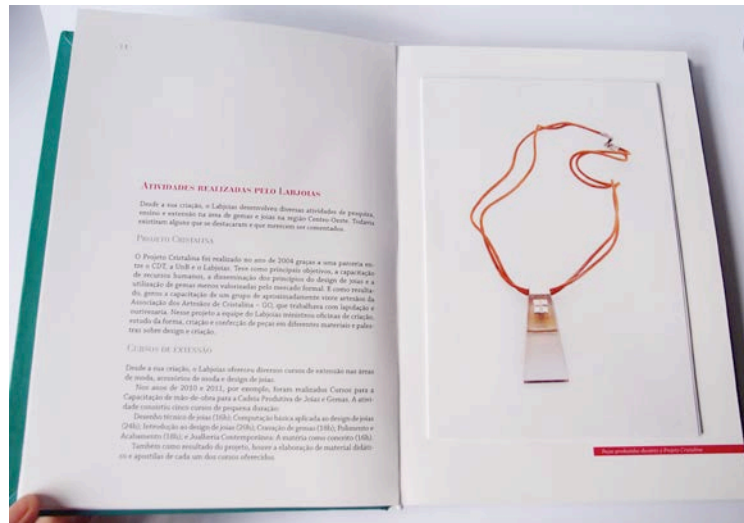 ATIVIDADES REALIZADAS PELO LABJOIAS
Desde a sua criação, o Labjoias desenvolveu diversas atividades de pesquisa,
ensino e extensão na área de gemas e joias na região Centro-Oeste. Todavia
existiram alguns que se destacaram e que merecem ser comentados.
PROJETO CRISTALINA
O Projeto Cristalina foi realizado no ano de 2004 graças a uma parceria en-
tre o CDT, a UnB e o Labjoias. Teve como principais objetivos, a capacitação
de recursos humanos, a disseminação dos princípios do design de joias e a
utilização de gemas menos valorizadas pelo mercado formal. E como resulta-
do, gerou a capacitação de um grupo de aproximadamente vinte artesãos da
Associação dos Artesãos de Cristalina – GO, que trabalhava com lapidação e
ourivesaria. Nesse projeto a equipe do Labjoias ministrou oficinas de criação,
estudo da forma, criação e confecção de peças em diferentes materiais e pales-
tras sobre design e criação.
CURSOS DE EXTENSÃO
Desde a sua criação, o Labjoias ofereceu diversos cursos de extensão nas áreas
de moda, acessórios de moda e design de joias.
Nos anos de 2010 e 2011, por exemplo, foram realizados Cursos para a
Capacitação de mão-de-obra para a Cadeia Produtiva de Joias e Gemas. A ativi-
dade consistiu cinco cursos de pequena duração:
Desenho técnico de joias (16h); Computação básica aplicada ao design de joias
(24h); Introdução ao design de joias (20h); Cravação de gemas (16h); Polimento e
Acabamento (16h); e Joalheria Contemporânea: A matéria como conceito (16h).
Também como resultado do projeto, houve a elaboração de material didáti-
co e apostilas de cada um dos cursos oferecidos.
Peças produzidas durante o Projeto Cristalina